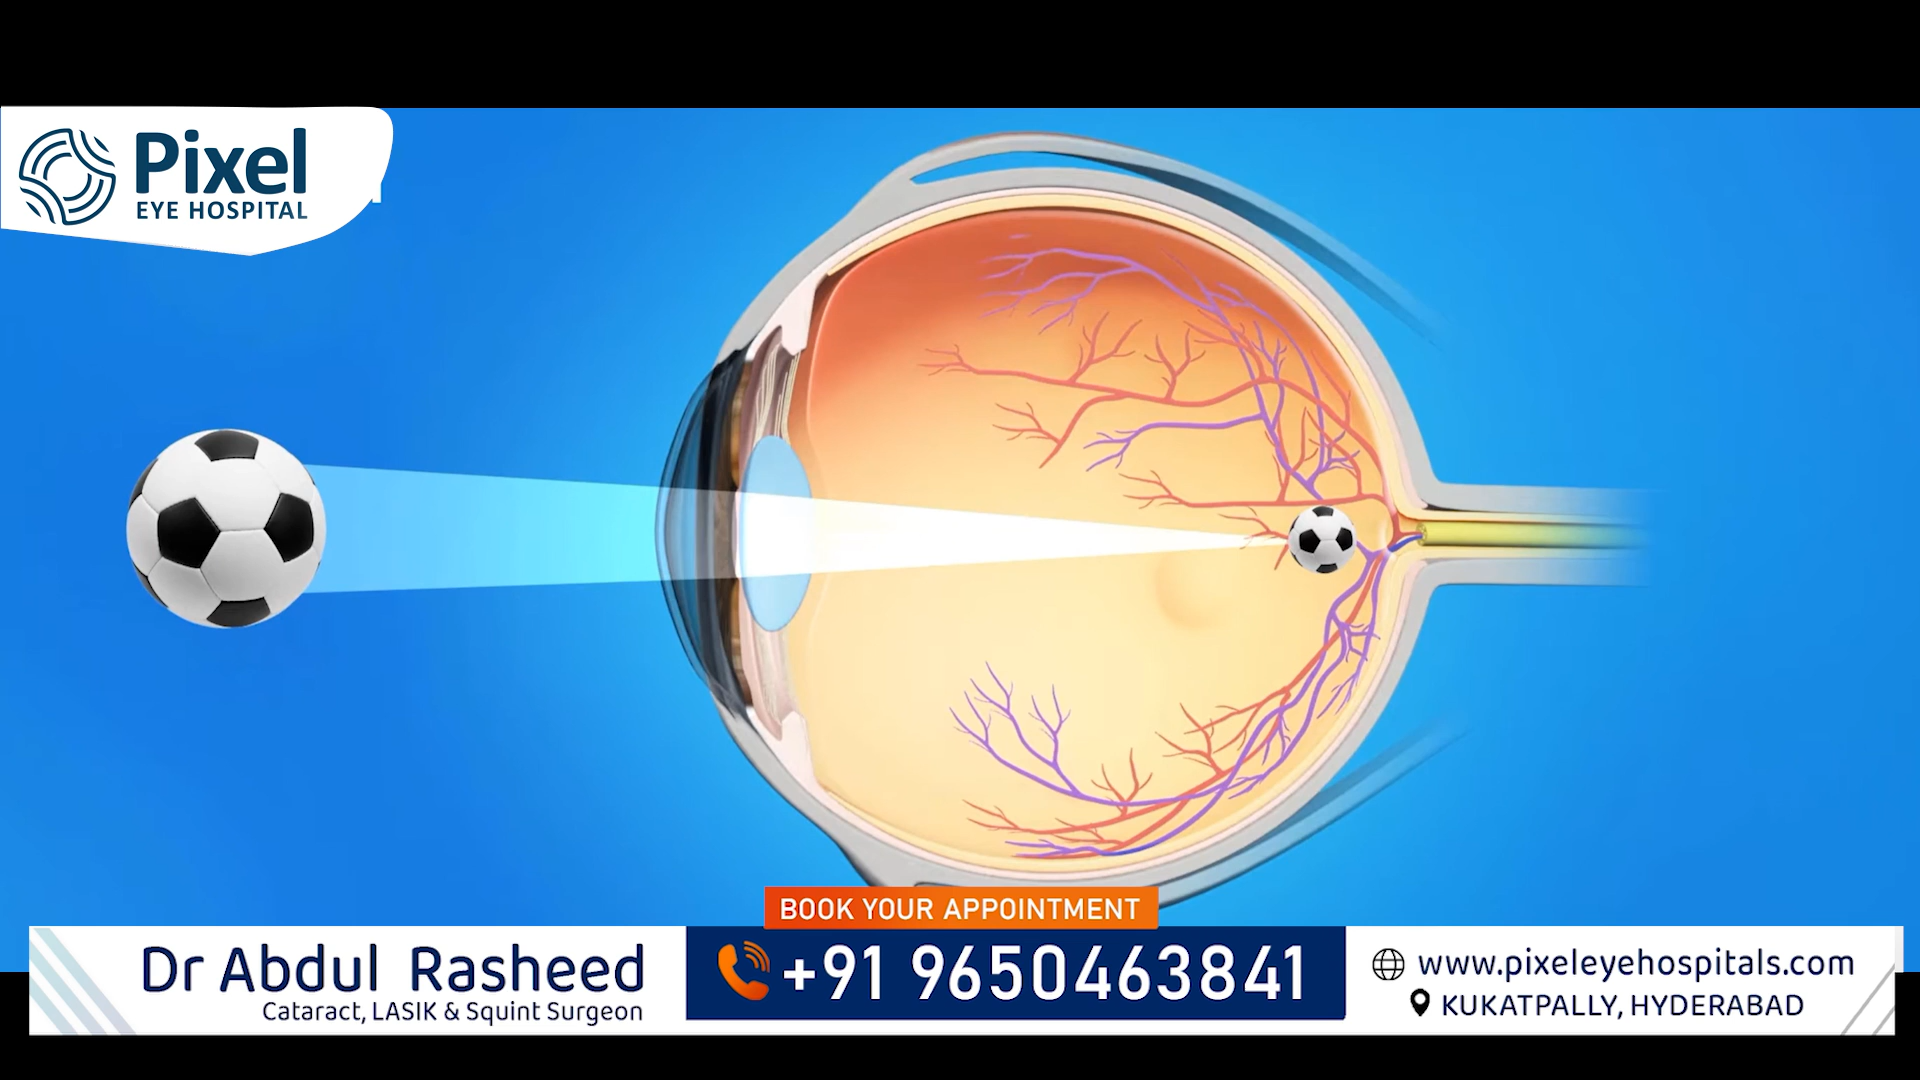 Pixel
EYE HOSPITAL
BOOK YOUR APPOINTMENT
Dr Abdul Rasheed
Cataract, LASIK & Squint Surgeon
+91 9650463841
www.pixeleyehospitals.com
KUKATPALLY, HYDERABAD